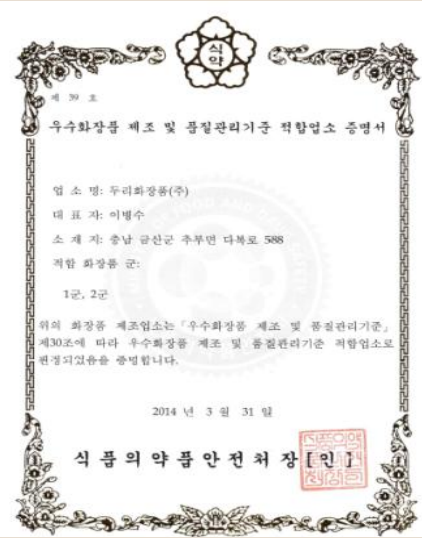 식
약
제 39 호
우수화장품 제조 및 품질관리기준 적합업소 증명서
업 소 명: 두리화장품(주)
대 표 자: 이병수
소 재 지: 충남 금산군 추부면 다복로 588
적합 화장품 군:
1군, 2군
위의 화장품 제조업소는「우수화장품 제조 및 품질관리기준」
제30조에 따라 우수화장품 제조 및 품질관리기준 적합업소로
판정되었음을 증명합니다.
2014 년 3 월 31 일
식품의약품안전처장[인]